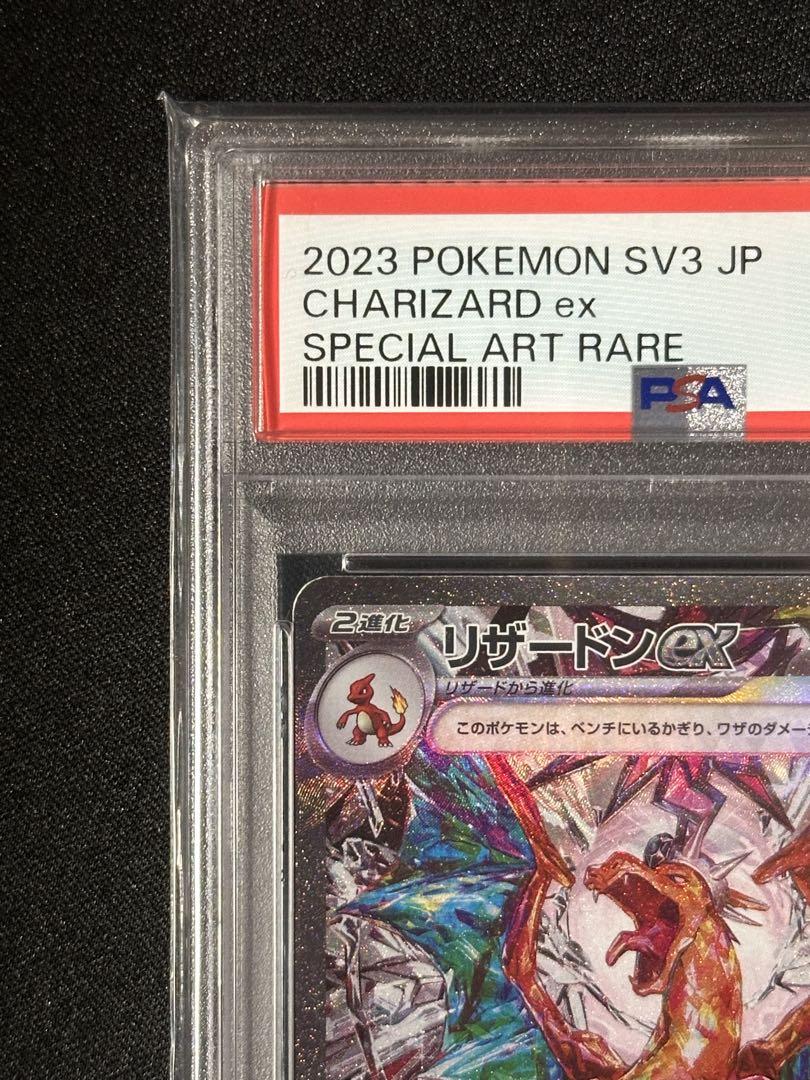 2023 POKEMON SV3 JP
CHARIZARD ex
SPECIAL ART RARE
PSA
2進化
リザードンex
リザードから進化
このポケモンは、ベンチにいるかぎり、ワザのダメー